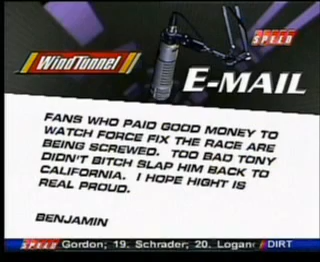 SPEED
WindTunnel
E-MAIL
FANS WHO PAID GOOD MONEY TO
WATCH FORCE FIX THE RACE ARE
BEING SCREWED. TOO BAD TONY
DIDN'T BITCH SLAP HIM BACK TO
CALIFORNIA. I HOPE HIGHT IS
REAL PROUD.
BENJAMIN
SPEED Gordon; 19. Schrader; 20. Logano DIRT